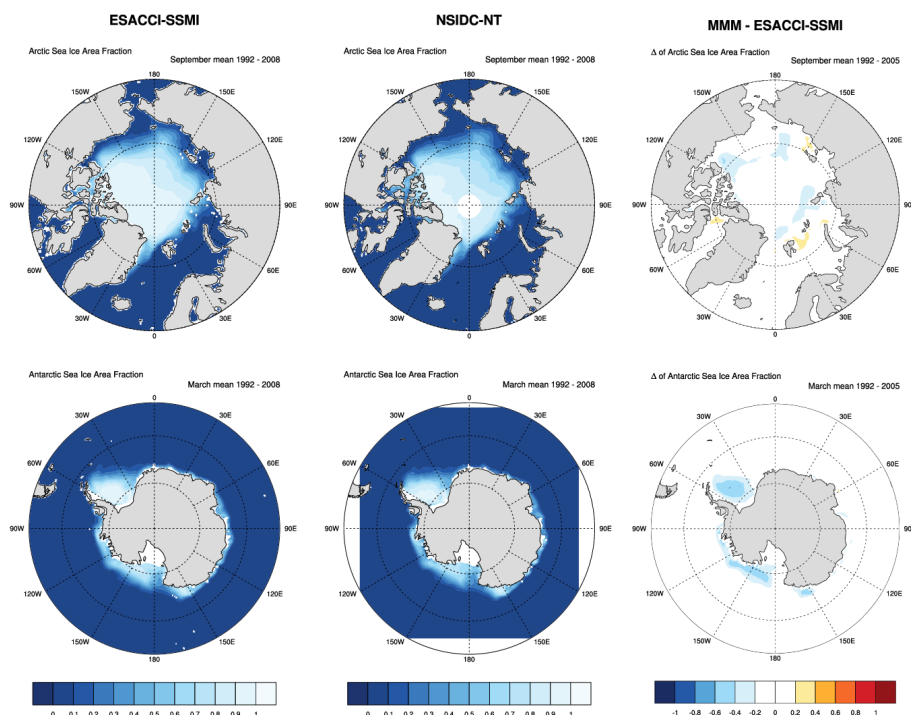 ESACCI-SSMI
NSIDC-NT
MMM - ESACCI-SSMI
Arctic Sea Ice Area Fraction
September mean 1992 - 2008
180
150W
150E
120W
120E
90W
90E
60W
60E
30W
30E
0
Arctic Sea Ice Area Fraction
September mean 1992 - 2008
180
150W
150E
120W
120E
90W
90E
60W
60E
30W
30E
0
Δ of Arctic Sea Ice Area Fraction
September mean 1992 - 2005
180
150W
150E
120W
120E
90W
90E
60W
60E
30W
30E
0
Antarctic Sea Ice Area Fraction
March mean 1992 - 2008
0
30W
30E
60W
60E
90W
90E
120W
120E
150W
150E
180
Antarctic Sea Ice Area Fraction
March mean 1992 - 2008
0
30W
30E
60W
60E
90W
90E
120W
120E
150W
150E
180
Δ of Antarctic Sea Ice Area Fraction
March mean 1992 - 2005
0
30W
30E
60W
60E
90W
90E
120W
120E
150W
150E
180
0 0.1 0.2 0.3 0.4 0.5 0.6 0.7 0.8 0.9 1
0 0.1 0.2 0.3 0.4 0.5 0.6 0.7 0.8 0.9 1
-1 -0.8 -0.6 -0.4 -0.2 0 0.2 0.4 0.6 0.8 1